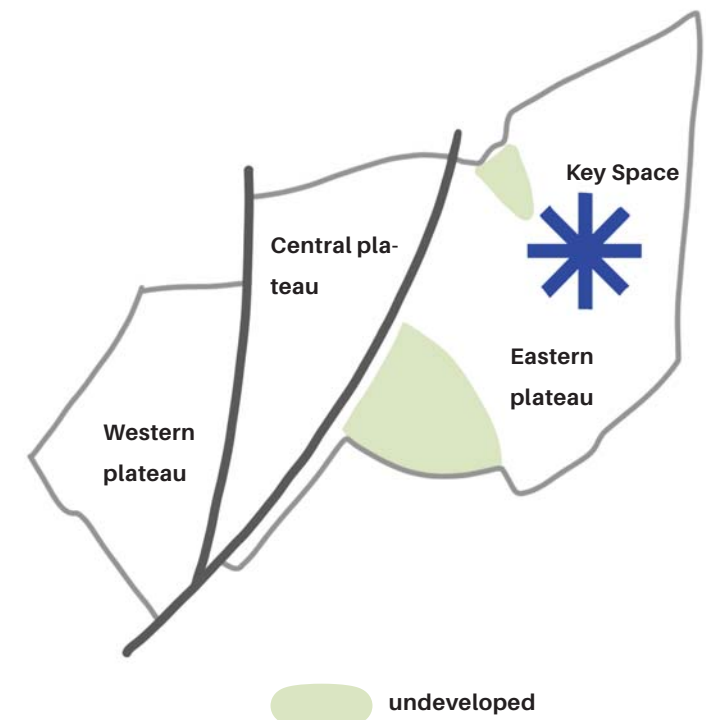 Key Space
Central pla-
teau
Eastern
plateau
Western
plateau
undeveloped